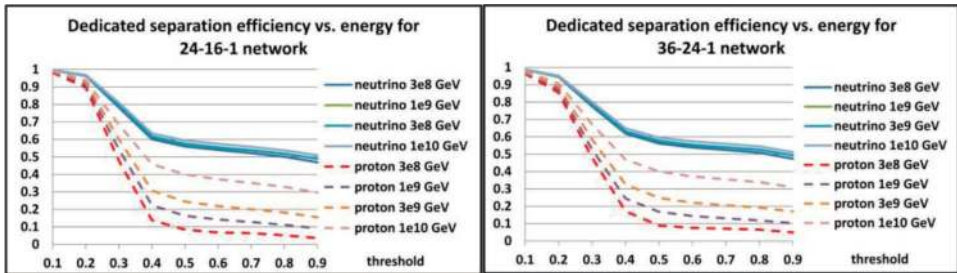 Dedicated separation efficiency vs. energy for
24-16-1 network
1
0.9
0.8
0.7
0.6
0.5
0.4
0.3
0.2
0.1
0
0.1 0.2 0.3 0.4 0.5 0.6 0.7 0.8 0.9
threshold
neutrino 3e8 GeV
neutrino 1e9 GeV
neutrino 3e8 GeV
neutrino 1e10 GeV
proton 3e8 GeV
proton 1e9 GeV
proton 3e9 GeV
proton 1e10 GeV
Dedicated separation efficiency vs. energy for
36-24-1 network
1
0.9
0.8
0.7
0.6
0.5
0.4
0.3
0.2
0.1
0
0.1 0.2 0.3 0.4 0.5 0.6 0.7 0.8 0.9
threshold
neutrino 3e8 GeV
neutrino 1e9 GeV
neutrino 3e9 GeV
neutrino 1e10 GeV
proton 3e8 GeV
proton 1e9 GeV
proton 3e9 GeV
proton 1e10 GeV